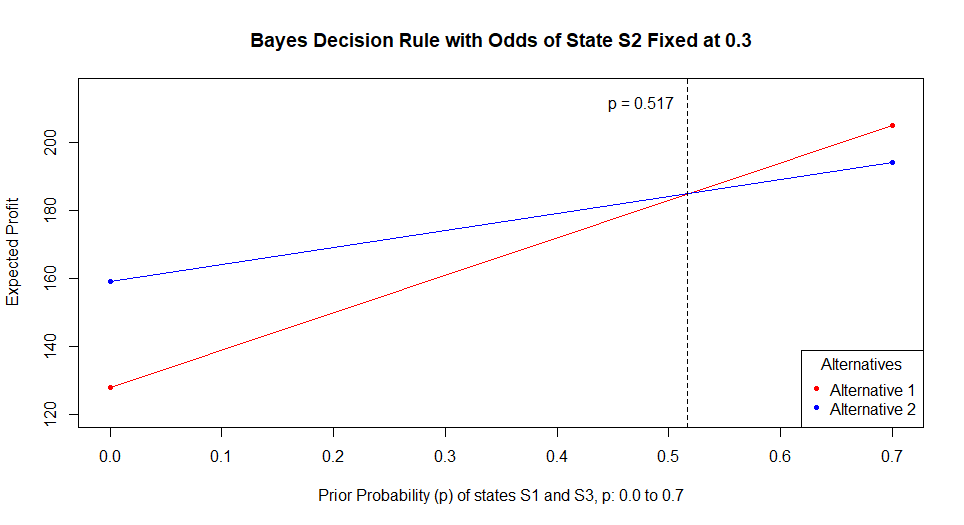 Bayes Decision Rule with Odds of State S2 Fixed at 0.3
p = 0.517
Expected Profit
200
180
160
140
120
Alternatives
Alternative 1
Alternative 2
0.0 0.1 0.2 0.3 0.4 0.5 0.6 0.7
Prior Probability (p) of states S1 and S3, p: 0.0 to 0.7